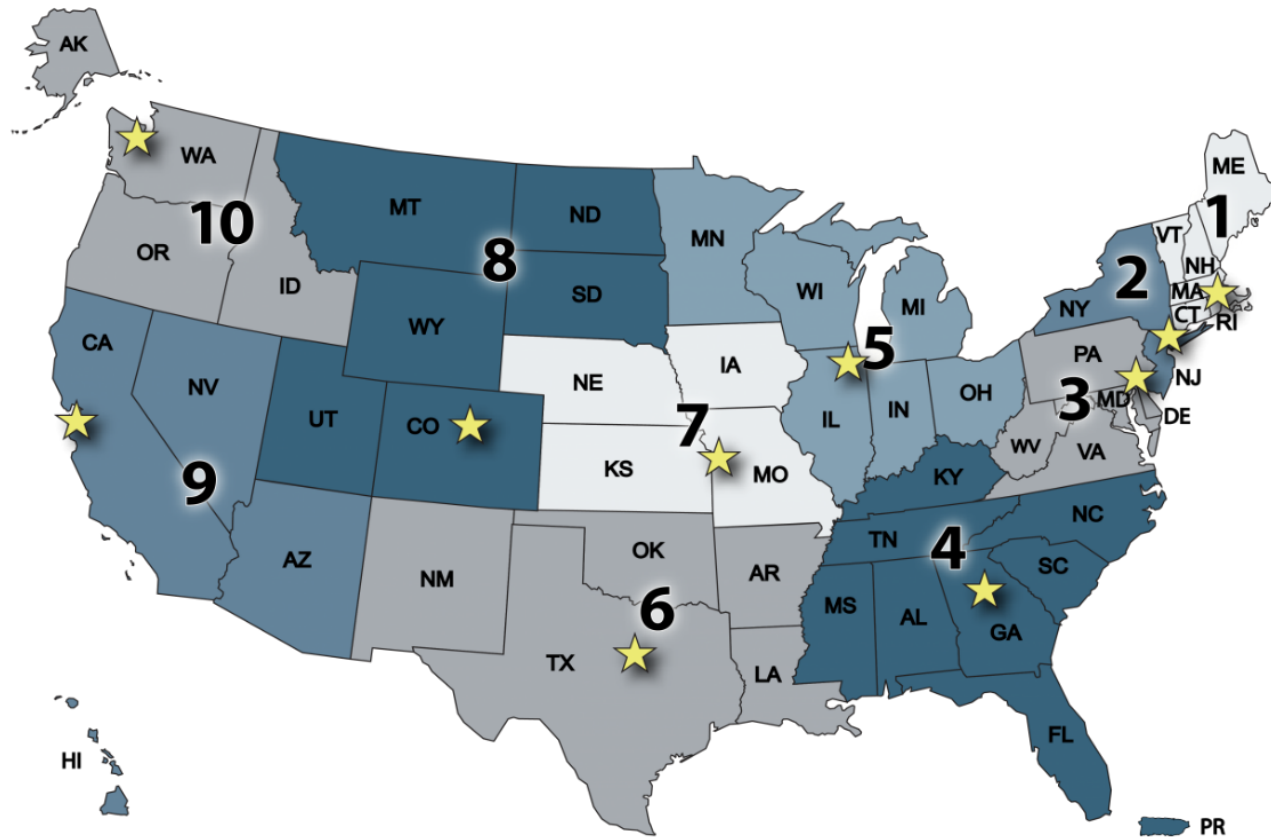 AK
WA
10
OR
ID
MT
ND
8
SD
WY
MN
WI
MI
5
ME
1
VT
NH
2
NY
MA
CT
RI
CA
NV
9
UT
CO
NE
IA
7
KS
MO
IL
IN
OH
PA
3
MD
NJ
DE
WV
VA
KY
AZ
NM
OK
AR
6
TX
LA
TN
4
NC
SC
MS
AL
GA
FL
HI
PR